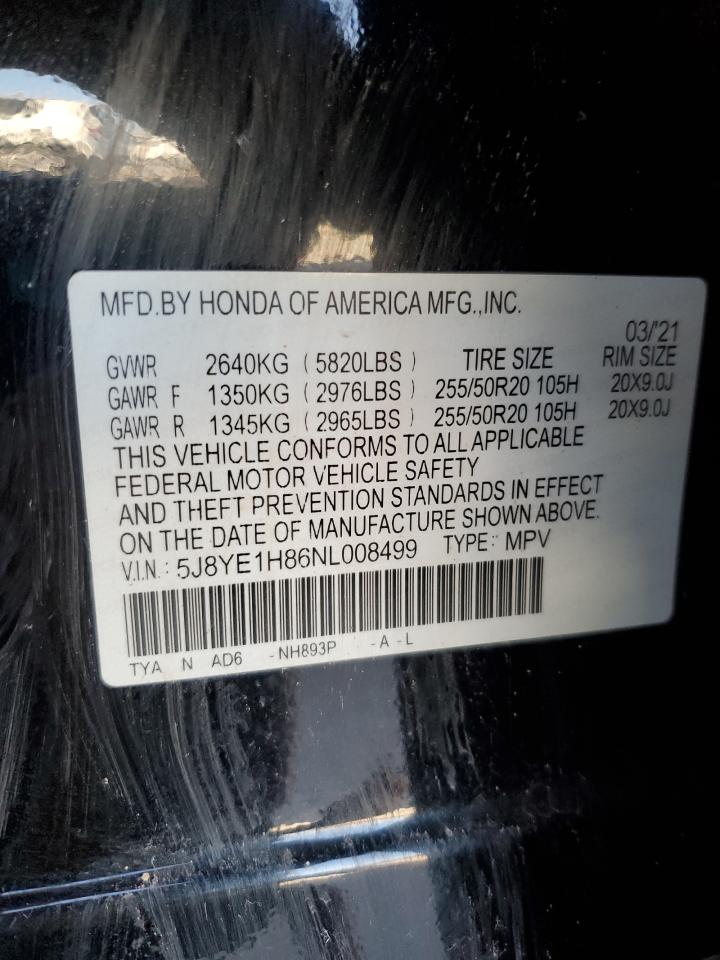 MFD.BY HONDA OF AMERICA MFG.,INC.
03/'21
GVWR 2640KG (5820LBS) TIRE SIZE RIM SIZE
GAWR F 1350KG (2976LBS) 255/50R20 105H 20X9.0J
GAWR R 1345KG (2965LBS) 255/50R20 105H 20X9.0J
THIS VEHICLE CONFORMS TO ALL APPLICABLE
FEDERAL MOTOR VEHICLE SAFETY
AND THEFT PREVENTION STANDARDS IN EFFECT
ON THE DATE OF MANUFACTURE SHOWN ABOVE.
V.I.N.: 5J8YE1H86NL008499 TYPE: MPV
TYA N AD6 -NH893P -A -L